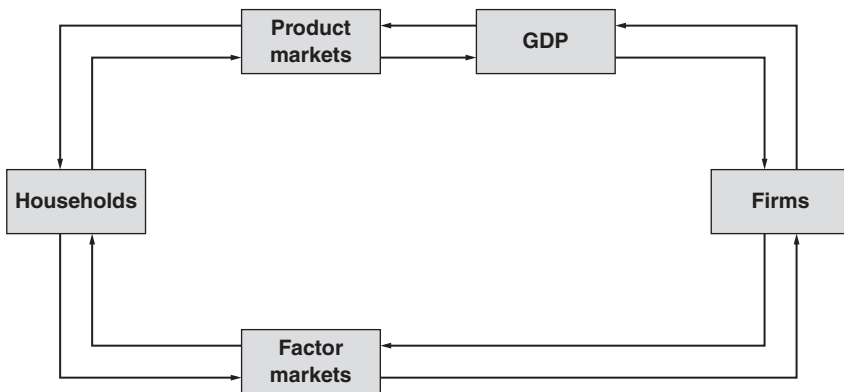 Product
markets
GDP
Households
Firms
Factor
markets